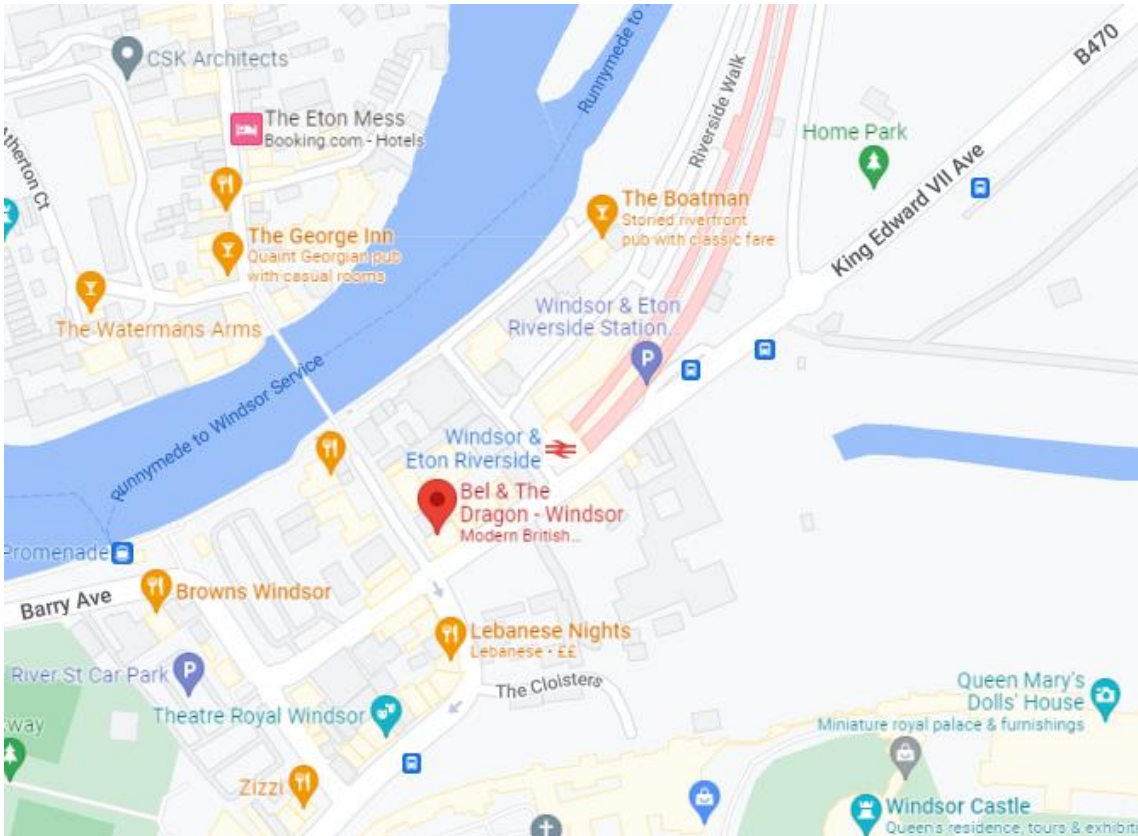 CSK Architects
B470
Riverside Walk
Runnymede to
The Eton Mess
Booking.com - Hotels
Home Park
Atherton Ct
The Boatman
Storied riverfront
pub with classic fare
King Edward VII Ave
The George Inn
Quaint Georgian pub
with casual rooms
Windsor & Eton
Riverside Station...
The Watermans Arms
Runnymede to Windsor Service
Windsor &
Eton Riverside
Bel & The
Dragon - Windsor
Modern British...
Promenade
Barry Ave
Browns Windsor
Lebanese Nights
Lebanese • ££
River St Car Park
The Cloisters
Queen Mary's
Dolls' House
Miniature royal palace & furnishings
Theatre Royal Windsor
way
Zizzi
Windsor Castle
Queen's residence, tours & exhibiti